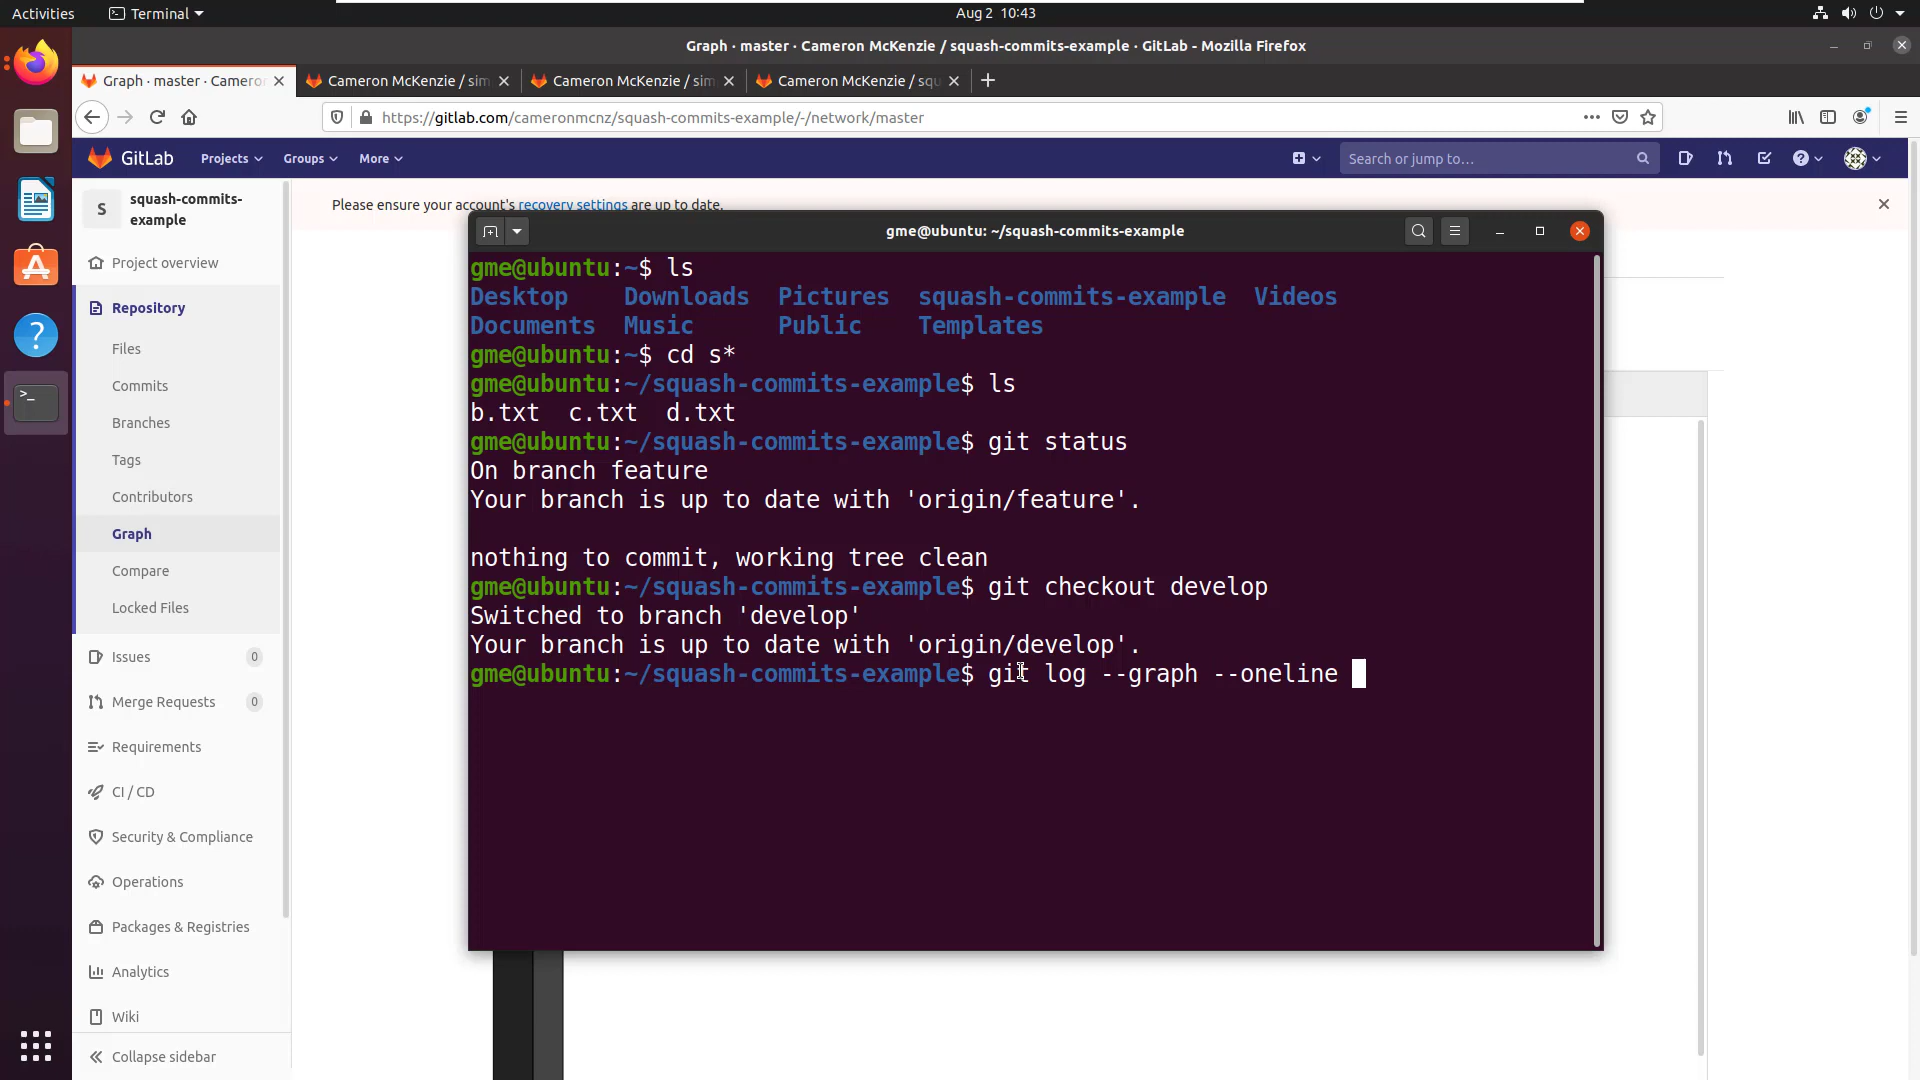 Activities
Terminal
Aug 2 10:43
Graph · master · Cameron McKenzie / squash-commits-example · GitLab - Mozilla Firefox
Graph · master · Cameron
Cameron McKenzie / sim
Cameron McKenzie / sim
Cameron McKenzie / squ
https://gitlab.com/cameronmcnz/squash-commits-example/-/network/master
GitLab
Projects
Groups
More
Search or jump to...
S
squash-commits-
example
Please ensure your account's recovery settings are up to date.
Project overview
Repository
Files
Commits
Branches
Tags
Contributors
Graph
Compare
Locked Files
Issues 0
Merge Requests 0
Requirements
CI / CD
Security & Compliance
Operations
Packages & Registries
Analytics
Wiki
Collapse sidebar
gme@ubuntu: ~/squash-commits-example
gme@ubuntu:~$ ls
Desktop Downloads Pictures squash-commits-example Videos
Documents Music Public Templates
gme@ubuntu:~$ cd s*
gme@ubuntu:~/squash-commits-example$ ls
b.txt c.txt d.txt
gme@ubuntu:~/squash-commits-example$ git status
On branch feature
Your branch is up to date with 'origin/feature'.
nothing to commit, working tree clean
gme@ubuntu:~/squash-commits-example$ git checkout develop
Switched to branch 'develop'
Your branch is up to date with 'origin/develop'.
gme@ubuntu:~/squash-commits-example$ git log --graph --oneline